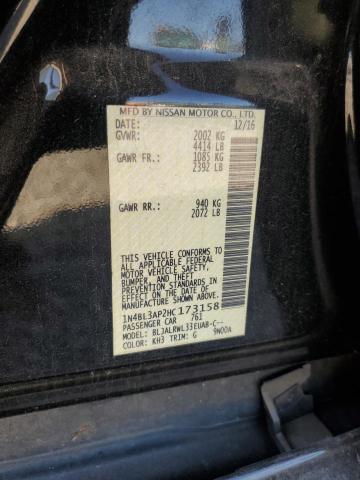 MFD BY NISSAN MOTOR CO., LTD.
DATE: 12/16
GVWR: 2002 KG
4414 LB
GAWR FR: 1085 KG
2392 LB
GAWR RR: 940 KG
2072 LB
THIS VEHICLE CONFORMS TO
ALL APPLICABLE FEDERAL
MOTOR VEHICLE SAFETY,
BUMPER, AND THEFT
PREVENTION STANDARDS
IN EFFECT ON THE DATE OF
MANUFACTURE SHOWN ABOVE.
1N4BL3AP2HC173158
PASSENGER CAR 761
MODEL: BLJALRWL33EUAB-C--
COLOR: KH3 TRIM: G 9N00A